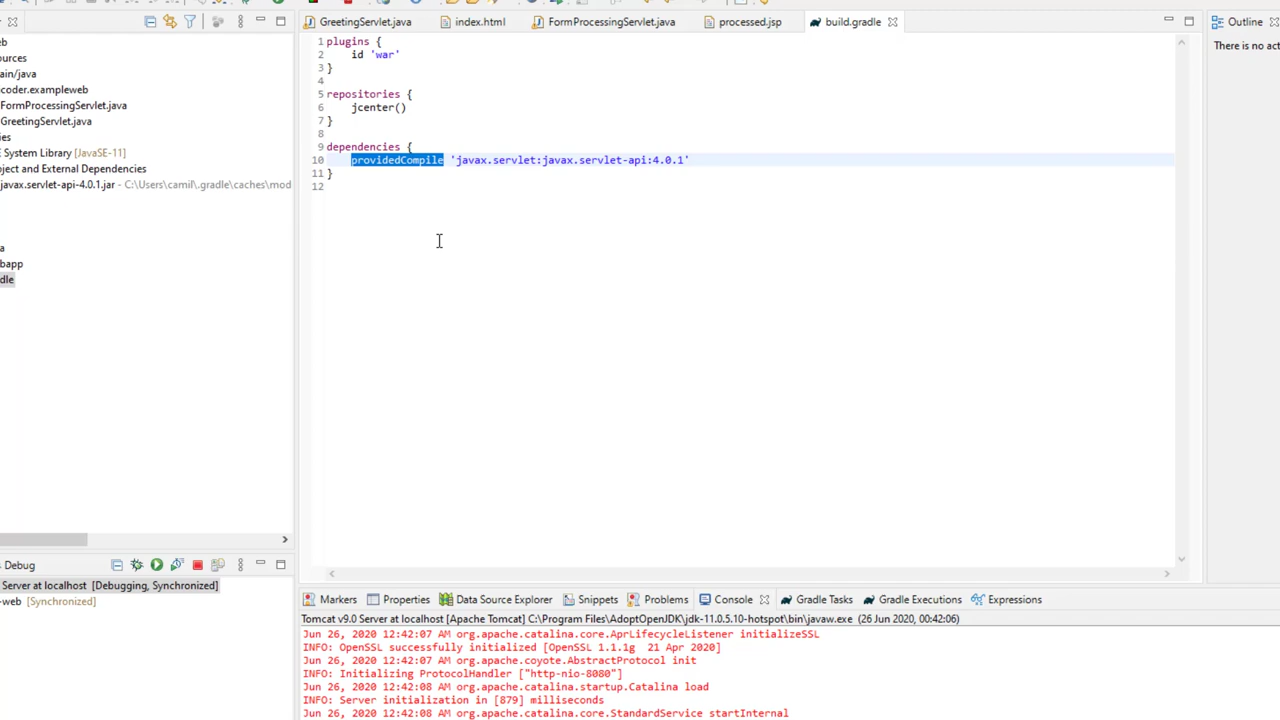 GreetingServlet.java
index.html
FormProcessingServlet.java
processed.jsp
build.gradle
Outline
There is no act
eb
ources
ain/java
coder.exampleweb
FormProcessingServlet.java
GreetingServlet.java
ies
E System Library [JavaSE-11]
oject and External Dependencies
javax.servlet-api-4.0.1.jar - C:\Users\camil\.gradle\caches\mod
a
bapp
dle
1 plugins {
2 id 'war'
3 }
4
5 repositories {
6 jcenter()
7 }
8
9 dependencies {
10 providedCompile 'javax.servlet:javax.servlet-api:4.0.1'
11 }
12
Debug
Server at localhost [Debugging, Synchronized]
-web [Synchronized]
Markers Properties Data Source Explorer Snippets Problems Console Gradle Tasks Gradle Executions Expressions
Tomcat v9.0 Server at localhost [Apache Tomcat] C:\Program Files\AdoptOpenJDK\jdk-11.0.5.10-hotspot\bin\javaw.exe (26 Jun 2020, 00:42:06)
Jun 26, 2020 12:42:07 AM org.apache.catalina.core.AprLifecycleListener initializeSSL
INFO: OpenSSL successfully initialized [OpenSSL 1.1.1g 21 Apr 2020]
Jun 26, 2020 12:42:07 AM org.apache.coyote.AbstractProtocol init
INFO: Initializing ProtocolHandler ["http-nio-8080"]
Jun 26, 2020 12:42:08 AM org.apache.catalina.startup.Catalina load
INFO: Server initialization in [879] milliseconds
Jun 26, 2020 12:42:08 AM org.apache.catalina.core.StandardService startInternal